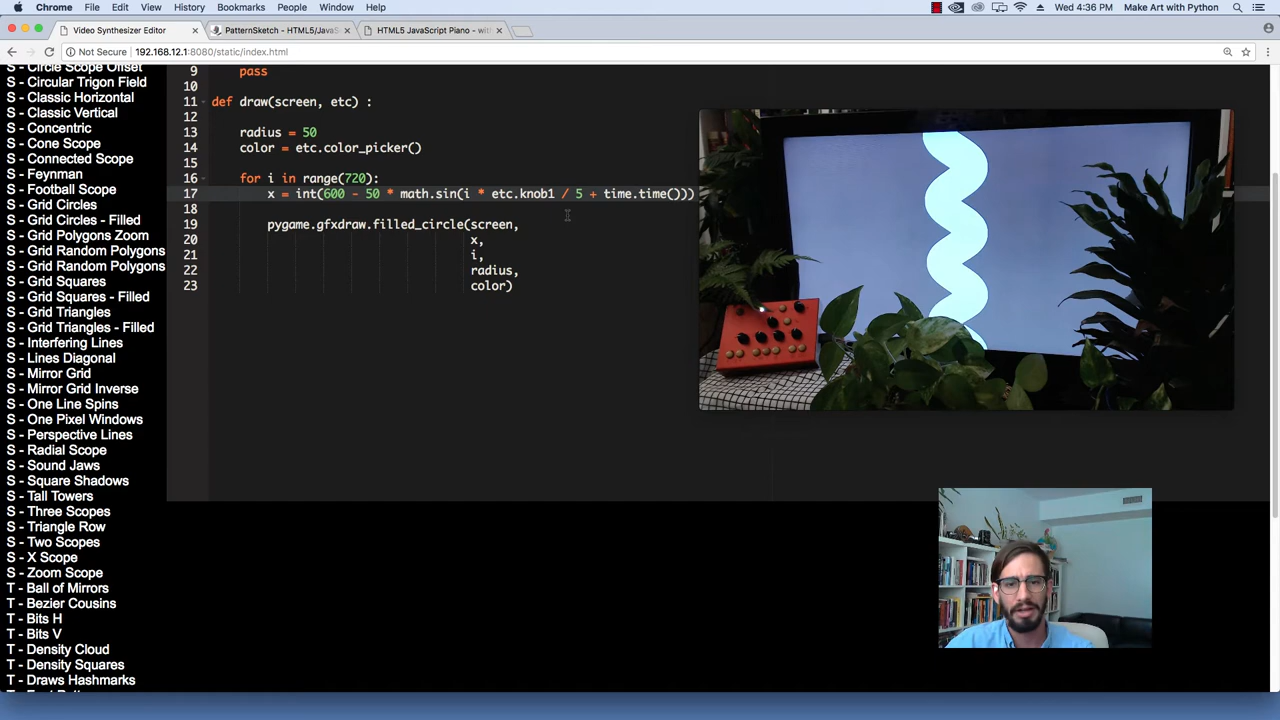 Chrome File Edit View History Bookmarks People Window Help
Wed 4:36 PM Make Art with Python
Video Synthesizer Editor
PatternSketch - HTML5/JavaS
HTML5 JavaScript Piano - with
Not Secure 192.168.12.1:8080/static/index.html
S - Circle Scope Offset
S - Circular Trigon Field
S - Classic Horizontal
S - Classic Vertical
S - Concentric
S - Cone Scope
S - Connected Scope
S - Feynman
S - Football Scope
S - Grid Circles
S - Grid Circles - Filled
S - Grid Polygons Zoom
S - Grid Random Polygons
S - Grid Random Polygons
S - Grid Squares
S - Grid Squares - Filled
S - Grid Triangles
S - Grid Triangles - Filled
S - Interfering Lines
S - Lines Diagonal
S - Mirror Grid
S - Mirror Grid Inverse
S - One Line Spins
S - One Pixel Windows
S - Perspective Lines
S - Radial Scope
S - Sound Jaws
S - Square Shadows
S - Tall Towers
S - Three Scopes
S - Triangle Row
S - Two Scopes
S - X Scope
S - Zoom Scope
T - Ball of Mirrors
T - Bezier Cousins
T - Bits H
T - Bits V
T - Density Cloud
T - Density Squares
T - Draws Hashmarks
9 pass
10
11 def draw(screen, etc) :
12
13 radius = 50
14 color = etc.color_picker()
15
16 for i in range(720):
17 x = int(600 - 50 * math.sin(i * etc.knob1 / 5 + time.time()))
18
19 pygame.gfxdraw.filled_circle(screen,
20 x,
21 i,
22 radius,
23 color)